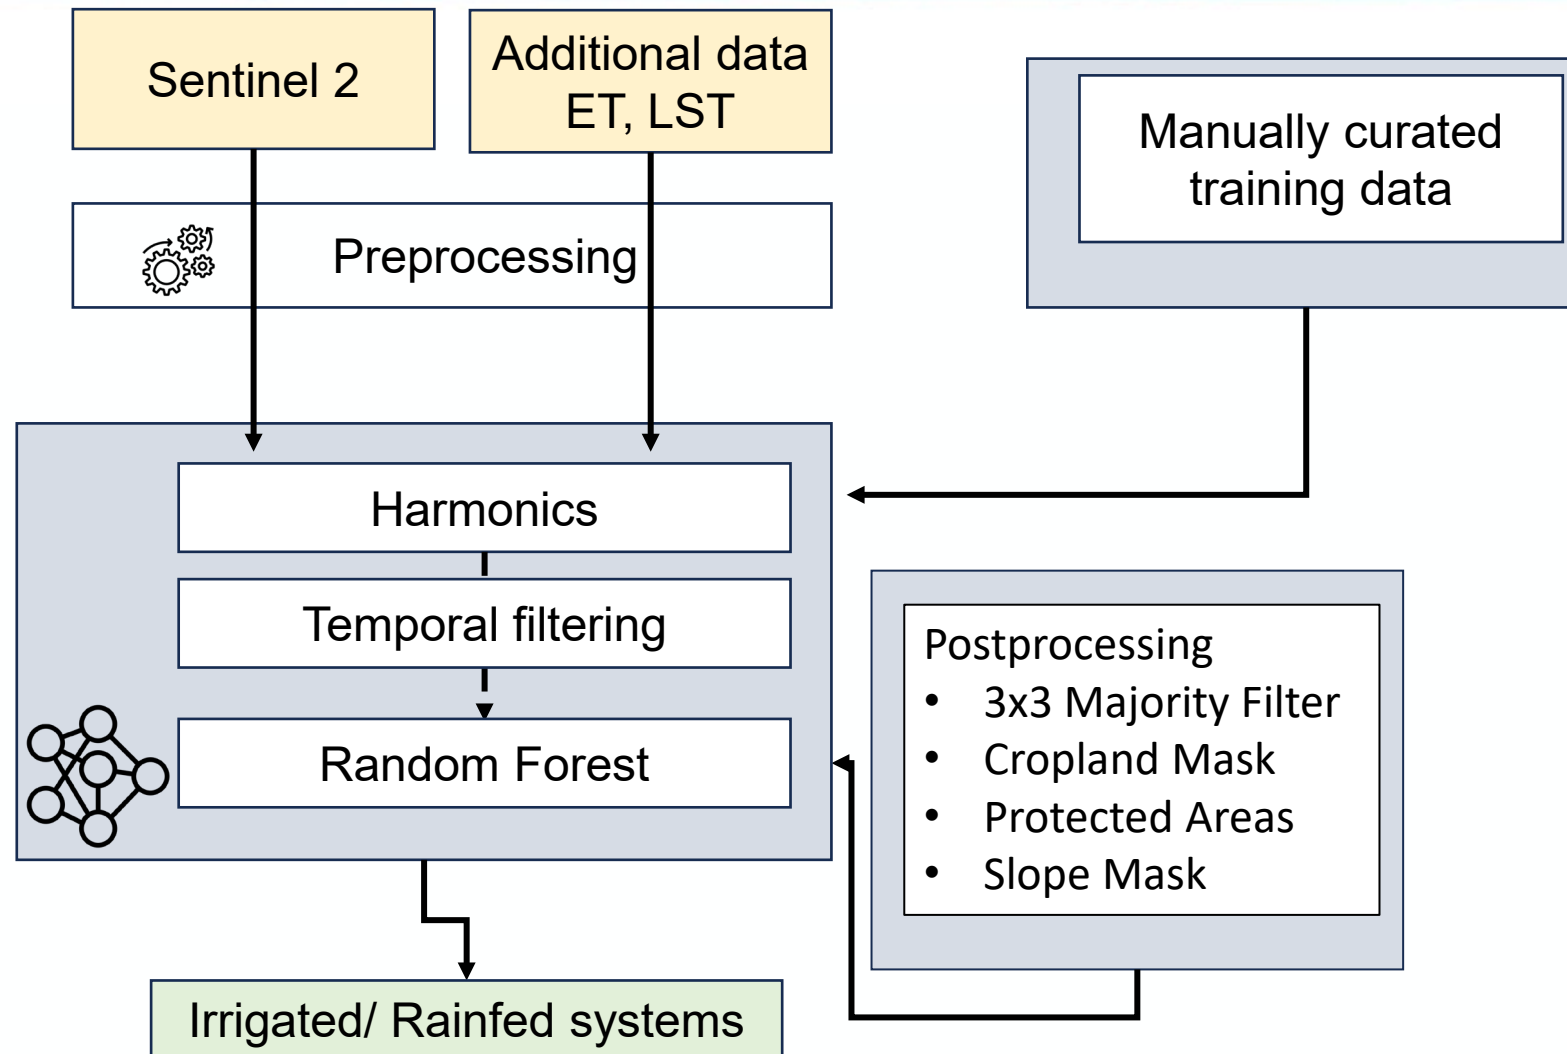 Sentinel 2
Additional data
ET, LST
Manually curated
training data
Preprocessing
Harmonics
Temporal filtering
Random Forest
Postprocessing
• 3x3 Majority Filter
• Cropland Mask
• Protected Areas
• Slope Mask
Irrigated/ Rainfed systems